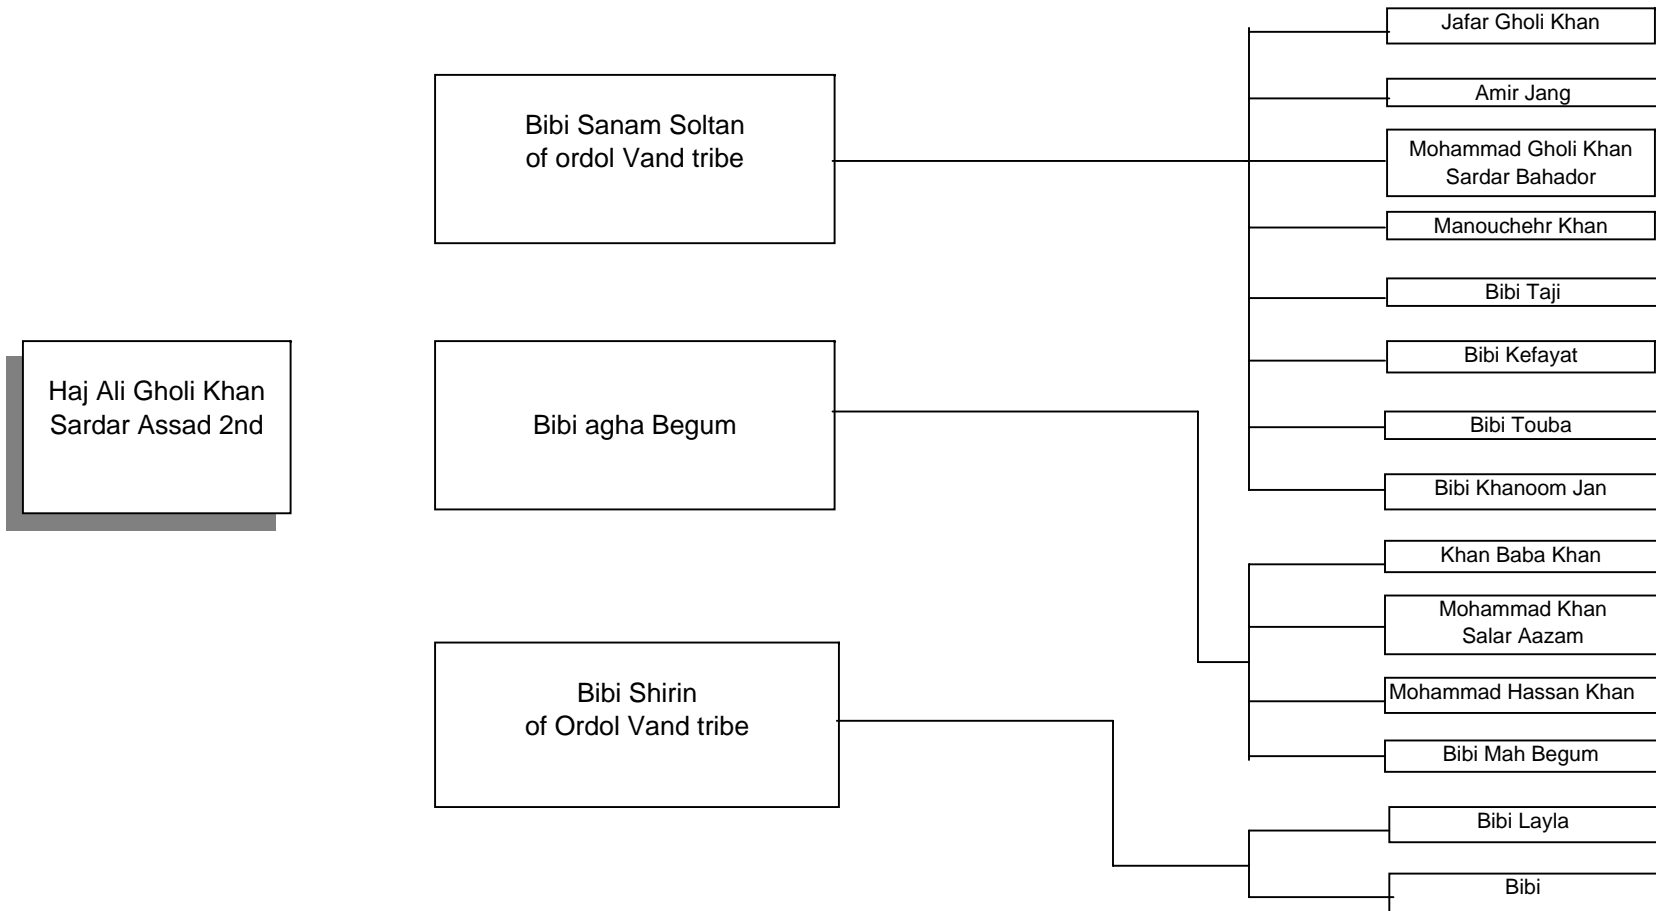 Haj Ali Gholi Khan
Sardar Assad 2nd
Bibi Sanam Soltan
of ordol Vand tribe
Bibi agha Begum
Bibi Shirin
of Ordol Vand tribe
Jafar Gholi Khan
Amir Jang
Mohammad Gholi Khan
Sardar Bahador
Manouchehr Khan
Bibi Taji
Bibi Kefayat
Bibi Touba
Bibi Khanoom Jan
Khan Baba Khan
Mohammad Khan
Salar Aazam
Mohammad Hassan Khan
Bibi Mah Begum
Bibi Layla
Bibi